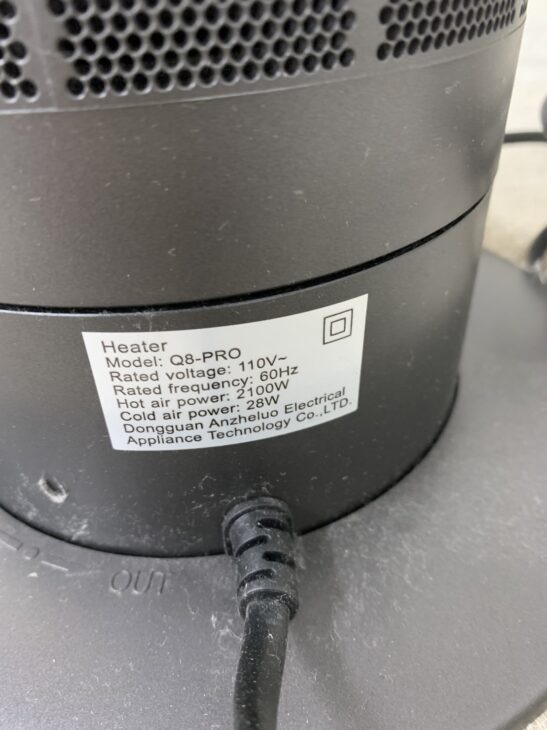 Heater
Model: Q8-PRO
Rated voltage: 110V~
Rated frequency: 60Hz
Hot air power: 2100W
Cold air power: 28W
Dongguan Anzheluo Electrical
Appliance Technology Co.,LTD.
OUT